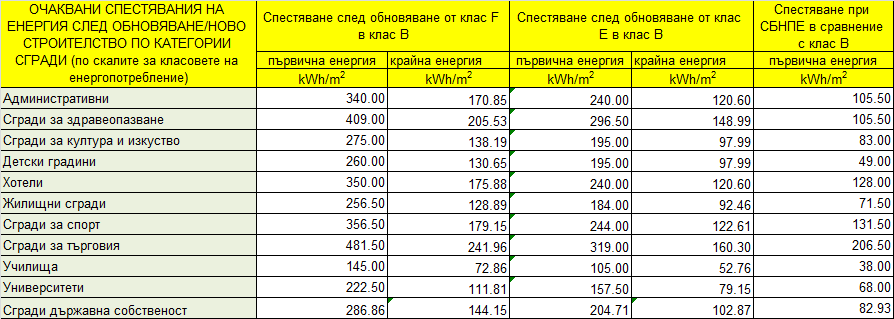 ОЧАКВАНИ СПЕСТЯВАНИЯ НА
ЕНЕРГИЯ СЛЕД ОБНОВЯВАНЕ/НОВО
СТРОИТЕЛСТВО ПО КАТЕГОРИИ
СГРАДИ (по скалите за класовете на
енергопотребление)
Спестяване след обновяване от клас F
в клас B
Спестяване след обновяване от клас
E в клас B
Спестяване при
СБНПЕ в сравнение
с клас B
първична енергия крайна енергия първична енергия крайна енергия първична енергия
kWh/m² kWh/m² kWh/m² kWh/m² kWh/m²
Административни 340.00 170.85 240.00 120.60 105.50
Сгради за здравеопазване 409.00 205.53 296.50 148.99 105.50
Сгради за култура и изкуство 275.00 138.19 195.00 97.99 83.00
Детски градини 260.00 130.65 195.00 97.99 49.00
Хотели 350.00 175.88 240.00 120.60 128.00
Жилищни сгради 256.50 128.89 184.00 92.46 71.50
Сгради за спорт 356.50 179.15 244.00 122.61 131.50
Сгради за търговия 481.50 241.96 319.00 160.30 206.50
Училища 145.00 72.86 105.00 52.76 38.00
Университети 222.50 111.81 157.50 79.15 68.00
Сгради държавна собственост 286.86 144.15 204.71 102.87 82.93